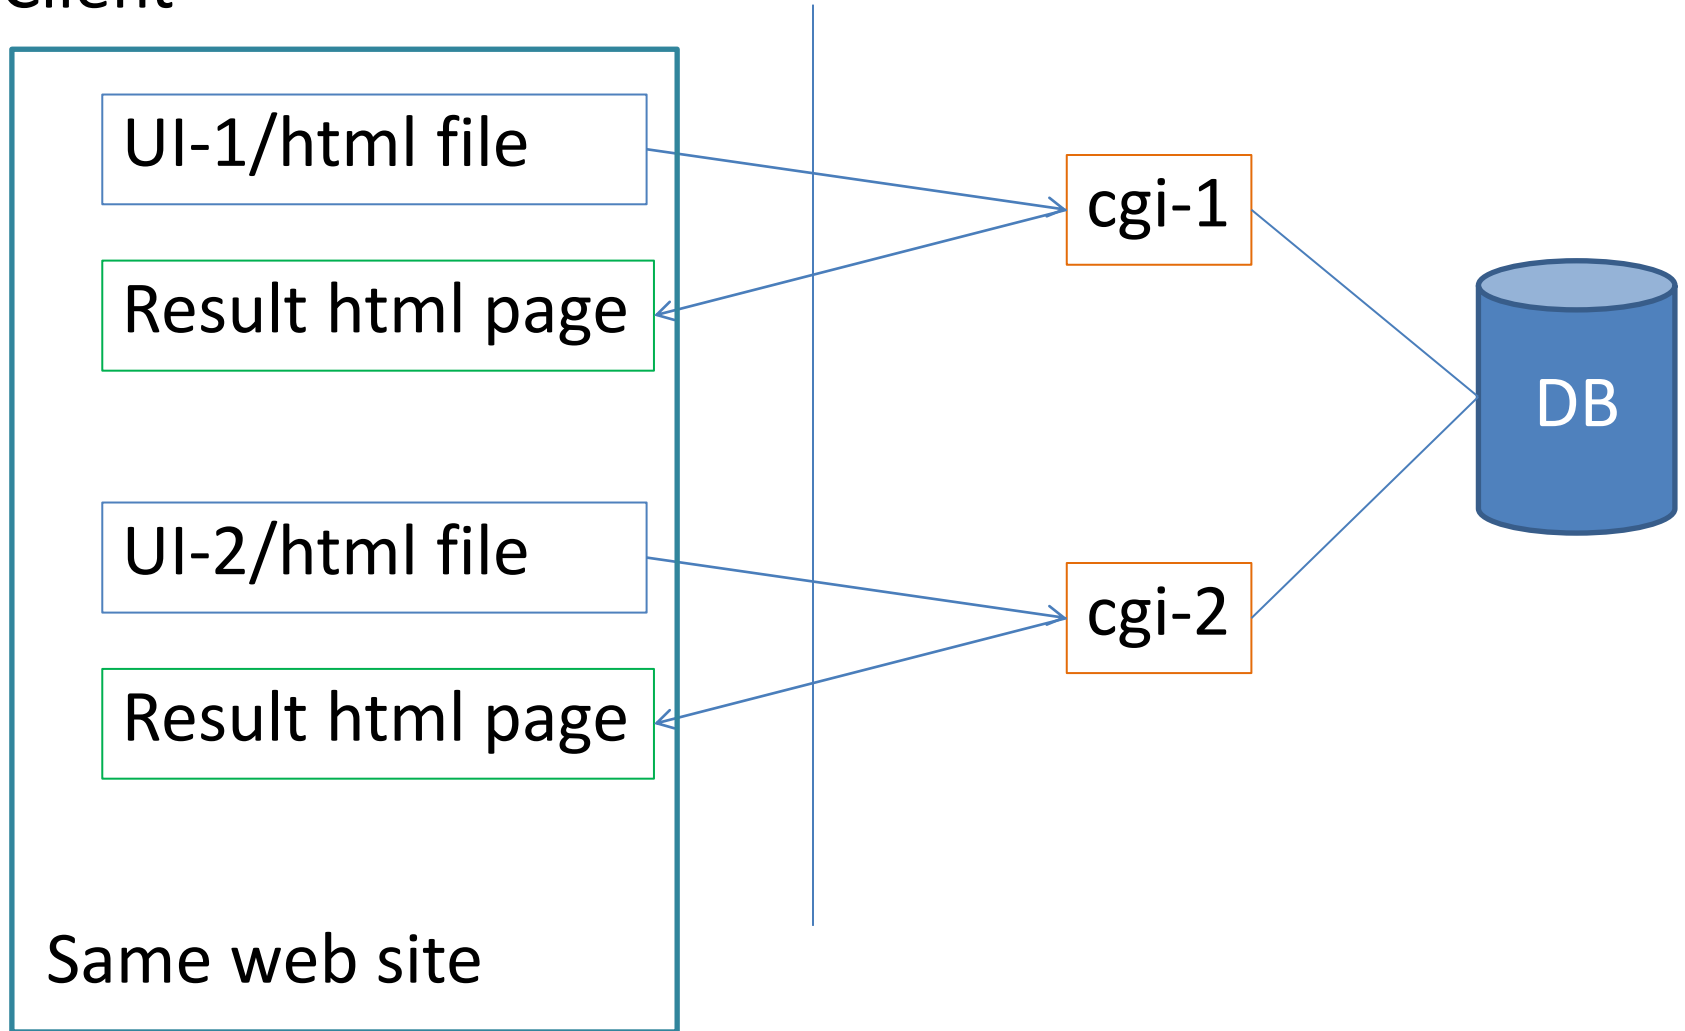 Client
UI-1/html file
cgi-1
Result html page
DB
UI-2/html file
cgi-2
Result html page
Same web site